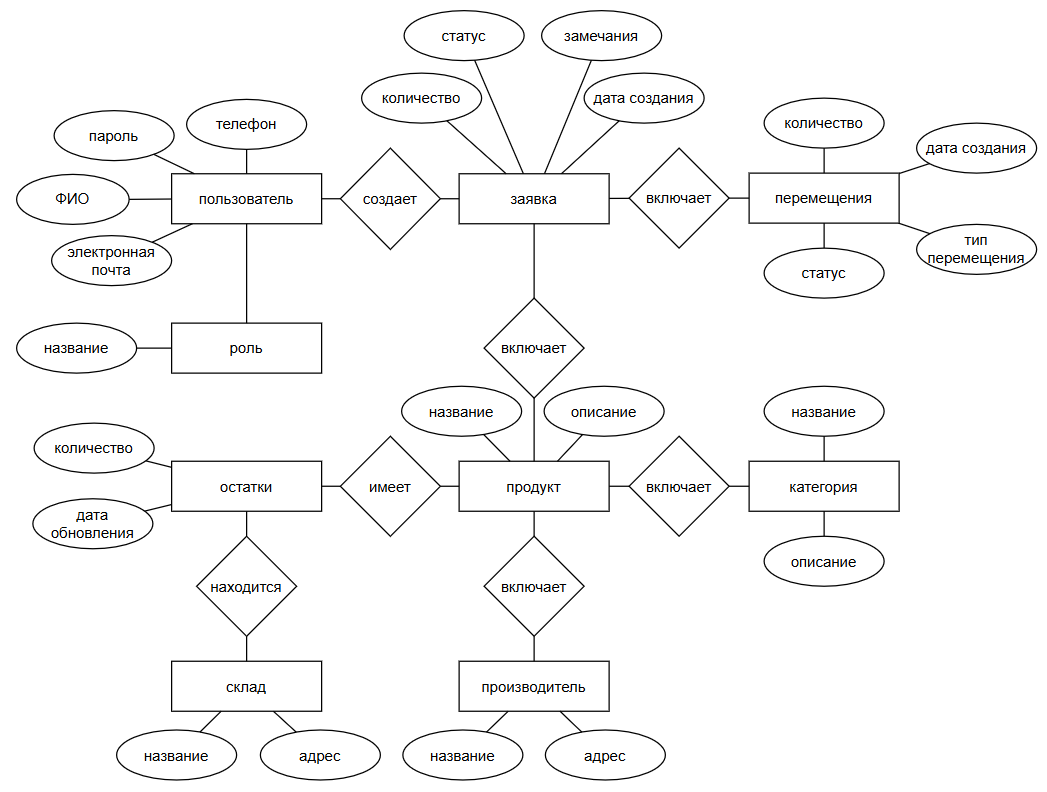 статус
замечания
количество
дата создания
телефон
пароль
количество
дата создания
ФИО
пользователь
создает
заявка
включает
перемещения
электронная
почта
тип
перемещения
статус
название
роль
включает
название
описание
название
количество
остатки
имеет
продукт
включает
категория
дата
обновления
описание
находится
включает
склад
производитель
название
адрес
название
адрес